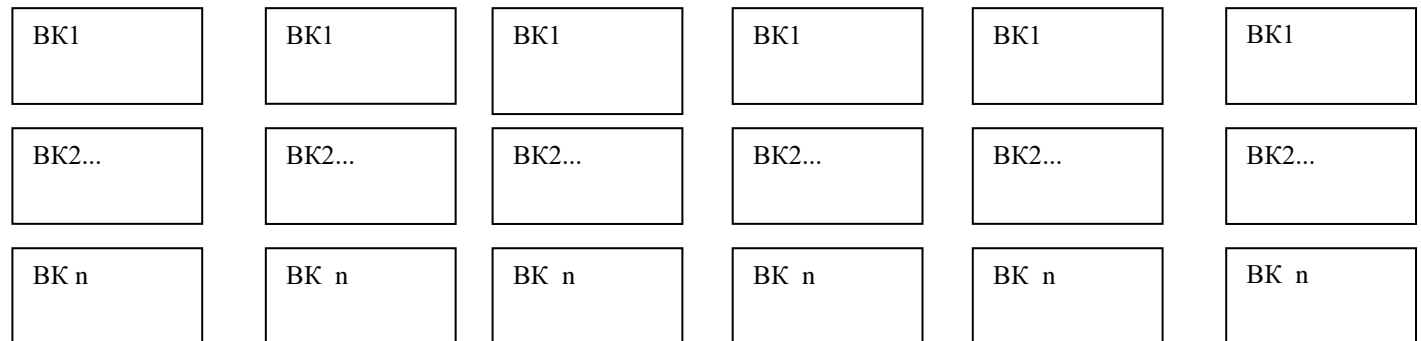 ВК1 ВК1 ВК1 ВК1 ВК1 ВК1
ВК2... ВК2... ВК2... ВК2... ВК2... ВК2...
ВК n ВК n ВК n ВК n ВК n ВК n